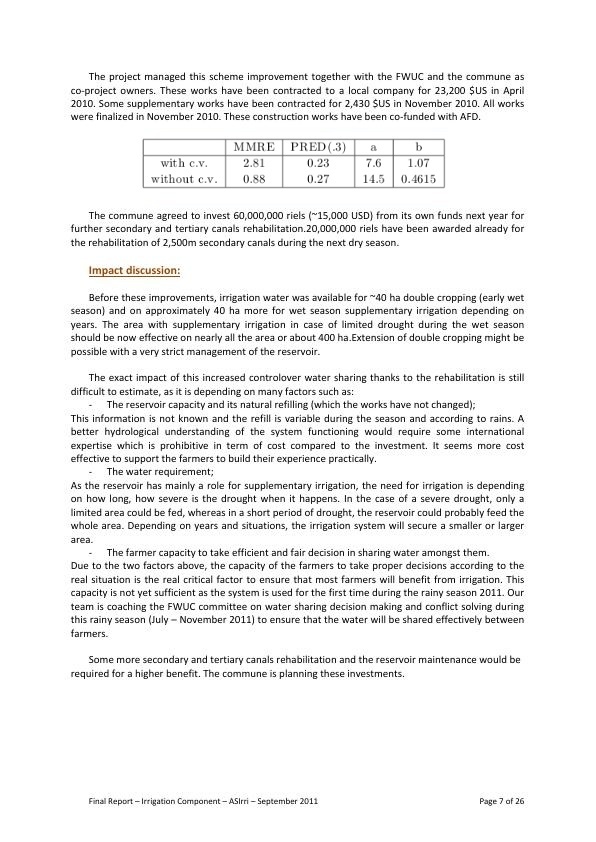 The project managed this scheme improvement together with the FWUC and the commune as
co-project owners. These works have been contracted to a local company for 23,200 $US in April
2010. Some supplementary works have been contracted for 2,430 $US in November 2010. All works
were finalized in November 2010. These construction works have been co-funded with AFD.
MMRE PRED(.3) a b
with c.v. 2.81 0.23 7.6 1.07
without c.v. 0.88 0.27 14.5 0.4615
The commune agreed to invest 60,000,000 riels (~15,000 USD) from its own funds next year for
further secondary and tertiary canals rehabilitation.20,000,000 riels have been awarded already for
the rehabilitation of 2,500m secondary canals during the next dry season.
Impact discussion:
Before these improvements, irrigation water was available for ~40 ha double cropping (early wet
season) and on approximately 40 ha more for wet season supplementary irrigation depending on
years. The area with supplementary irrigation in case of limited drought during the wet season
should be now effective on nearly all the area or about 400 ha.Extension of double cropping might be
possible with a very strict management of the reservoir.
The exact impact of this increased controlover water sharing thanks to the rehabilitation is still
difficult to estimate, as it is depending on many factors such as:
- The reservoir capacity and its natural refilling (which the works have not changed);
This information is not known and the refill is variable during the season and according to rains. A
better hydrological understanding of the system functioning would require some international
expertise which is prohibitive in term of cost compared to the investment. It seems more cost
effective to support the farmers to build their experience practically.
- The water requirement;
As the reservoir has mainly a role for supplementary irrigation, the need for irrigation is depending
on how long, how severe is the drought when it happens. In the case of a severe drought, only a
limited area could be fed, whereas in a short period of drought, the reservoir could probably feed the
whole area. Depending on years and situations, the irrigation system will secure a smaller or larger
area.
- The farmer capacity to take efficient and fair decision in sharing water amongst them.
Due to the two factors above, the capacity of the farmers to take proper decisions according to the
real situation is the real critical factor to ensure that most farmers will benefit from irrigation. This
capacity is not yet sufficient as the system is used for the first time during the rainy season 2011. Our
team is coaching the FWUC committee on water sharing decision making and conflict solving during
this rainy season (July – November 2011) to ensure that the water will be shared effectively between
farmers.
Some more secondary and tertiary canals rehabilitation and the reservoir maintenance would be
required for a higher benefit. The commune is planning these investments.
Final Report – Irrigation Component – ASIrri – September 2011 Page 7 of 26